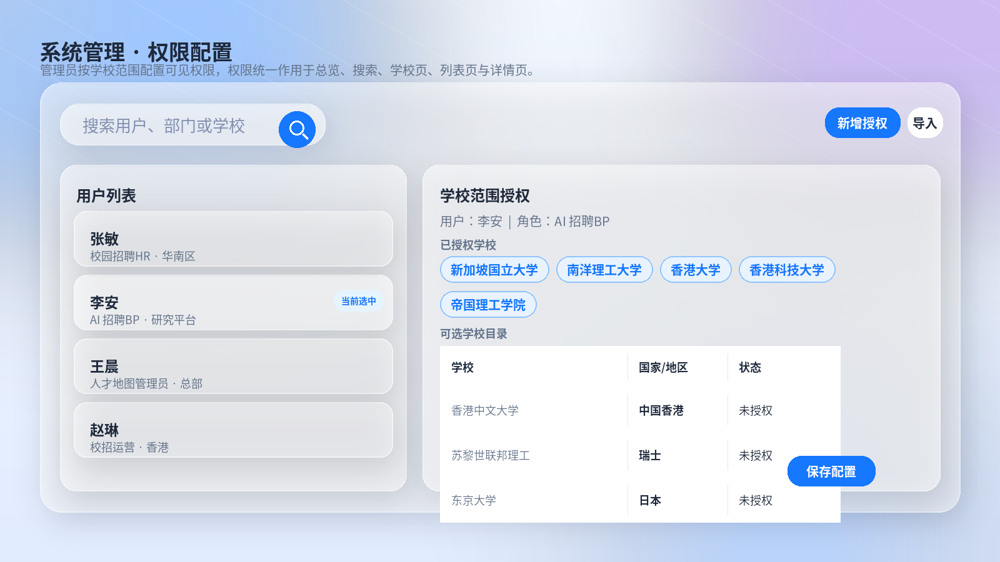 系统管理 · 权限配置
管理员按学校范围配置可见权限，权限统一作用于总览、搜索、学校页、列表页与详情页。
搜索用户、部门或学校
新增授权
导入
用户列表
张敏
校园招聘HR · 华南区
李安
AI 招聘BP · 研究平台
当前选中
王晨
人才地图管理员 · 总部
赵琳
校招运营 · 香港
学校范围授权
用户：李安 ｜ 角色：AI 招聘BP
已授权学校
新加坡国立大学 南洋理工大学 香港大学 香港科技大学
帝国理工学院
可选学校目录
学校 国家/地区 状态
香港中文大学 中国香港 未授权
苏黎世联邦理工 瑞士 未授权
保存配置
东京大学 日本 未授权